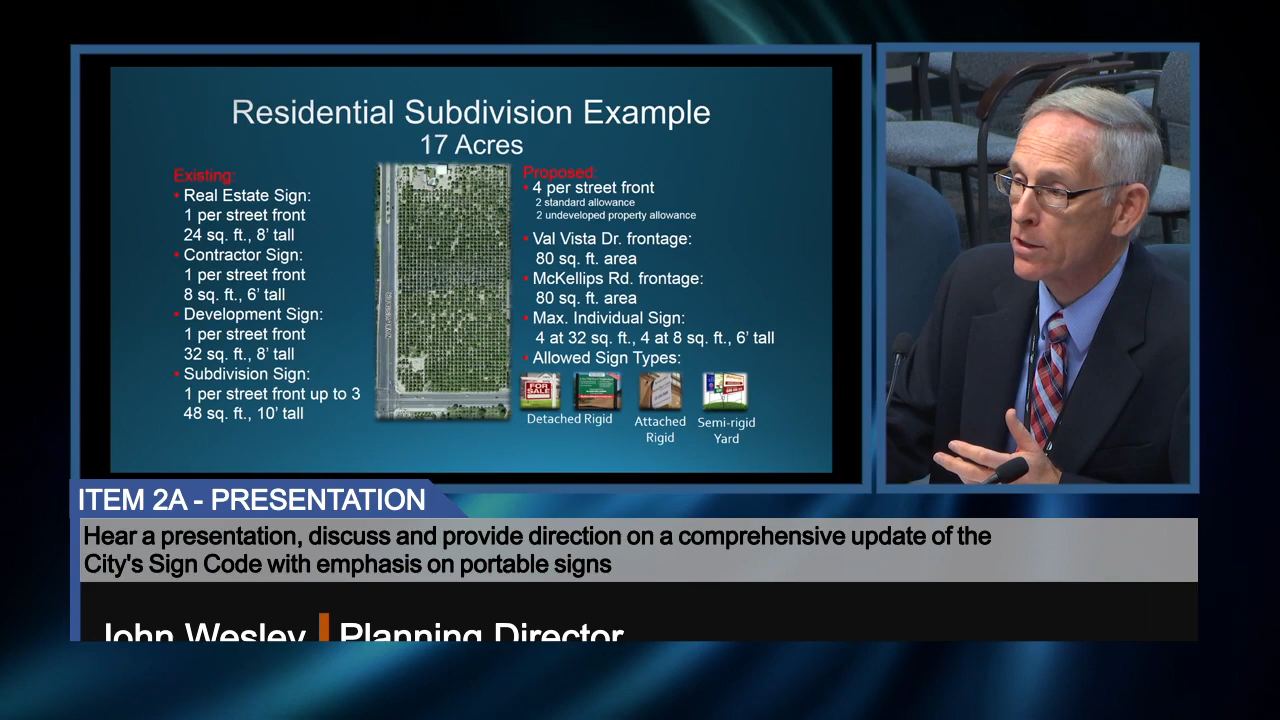 Residential Subdivision Example
17 Acres
Existing:
• Real Estate Sign:
1 per street front
24 sq. ft., 8' tall
• Contractor Sign:
1 per street front
8 sq. ft., 6' tall
• Development Sign:
1 per street front
32 sq. ft., 8' tall
• Subdivision Sign:
1 per street front up to 3
48 sq. ft., 10' tall
Proposed:
• 4 per street front
2 standard allowance
2 undeveloped property allowance
• Val Vista Dr. frontage:
80 sq. ft. area
• McKellips Rd. frontage:
80 sq. ft. area
• Max. Individual Sign:
4 at 32 sq. ft., 4 at 8 sq. ft., 6' tall
• Allowed Sign Types:
FOR
SALE
Detached Rigid
Attached
Rigid
Semi-rigid
Yard
ITEM 2A - PRESENTATION
Hear a presentation, discuss and provide direction on a comprehensive update of the
City's Sign Code with emphasis on portable signs
John Wesley Planning Director